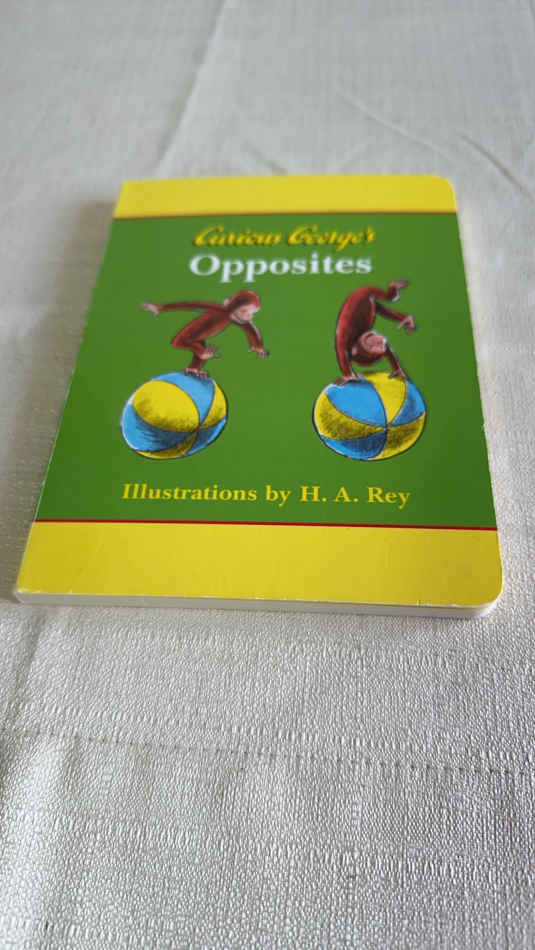 Curious George's
Opposites
Illustrations by H. A. Rey